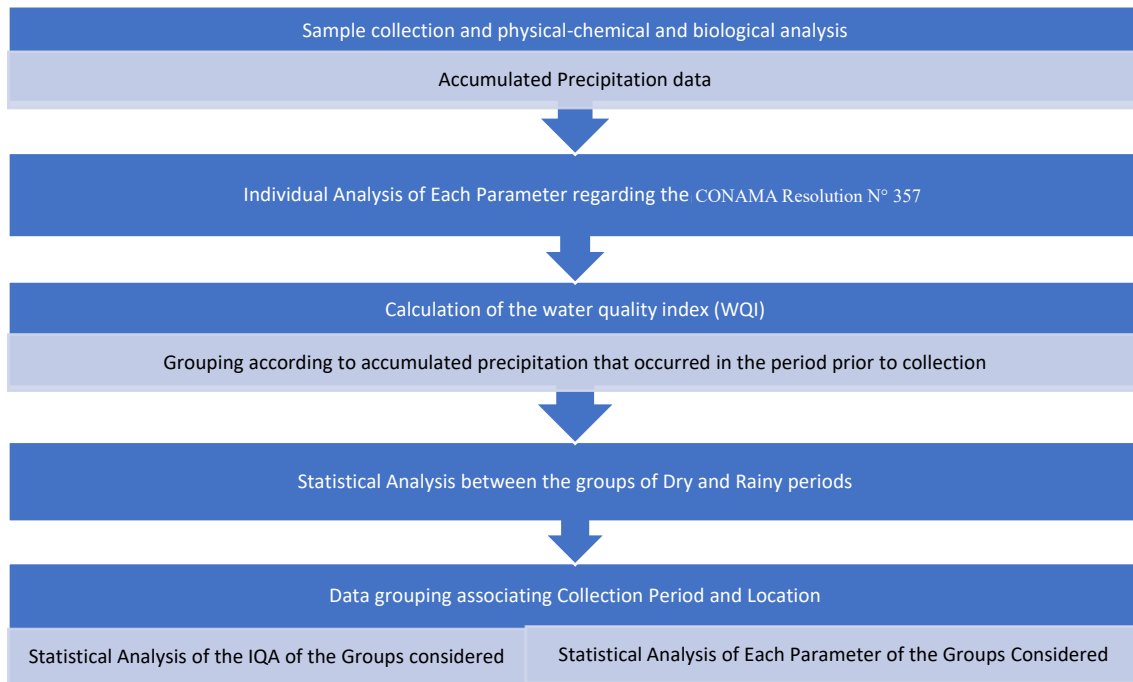 Sample collection and physical-chemical and biological analysis
Accumulated Precipitation data
Individual Analysis of Each Parameter regarding the CONAMA Resolution N° 357
Calculation of the water quality index (WQI)
Grouping according to accumulated precipitation that occurred in the period prior to collection
Statistical Analysis between the groups of Dry and Rainy periods
Data grouping associating Collection Period and Location
Statistical Analysis of the IQA of the Groups considered
Statistical Analysis of Each Parameter of the Groups Considered